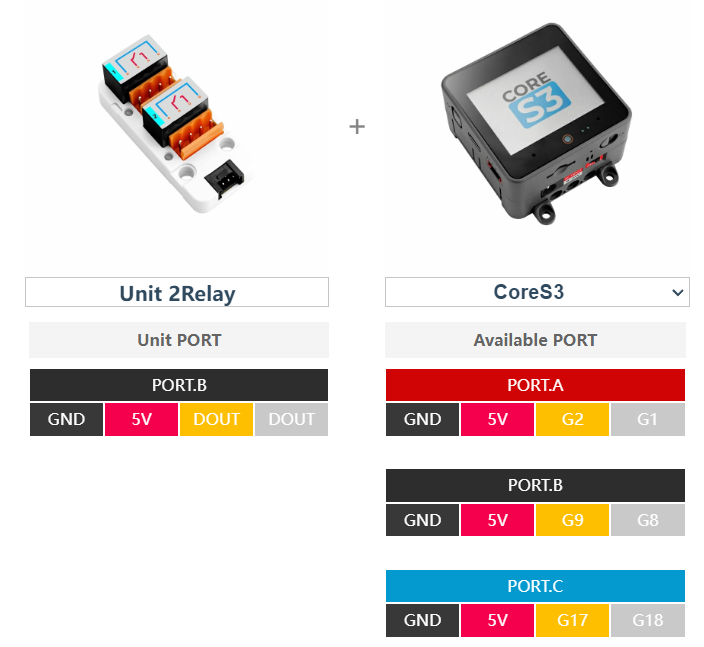 CORE
S3
+
Unit 2Relay
CoreS3
Unit PORT
Available PORT
PORT.B
GND 5V DOUT DOUT
PORT.A
GND 5V G2 G1
PORT.B
GND 5V G9 G8
PORT.C
GND 5V G17 G18